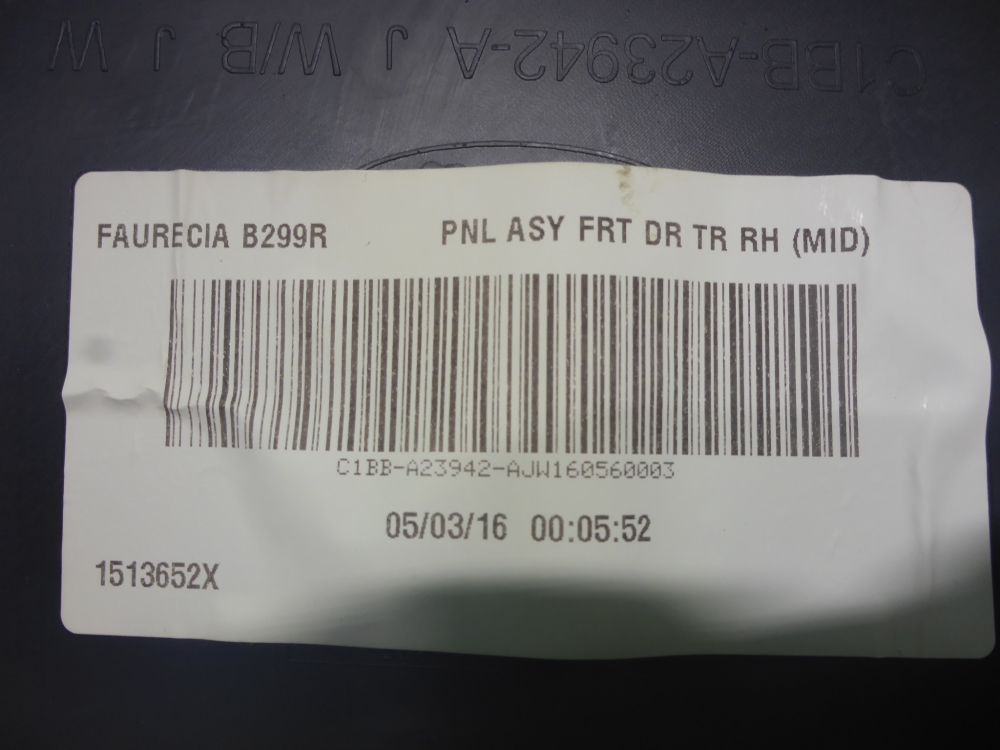 C1BB-A23942-A J W/B J W
FAURECIA B299R PNL ASY FRT DR TR RH (MID)
C1BB-A23942-AJW160560003
05/03/16 00:05:52
1513652X